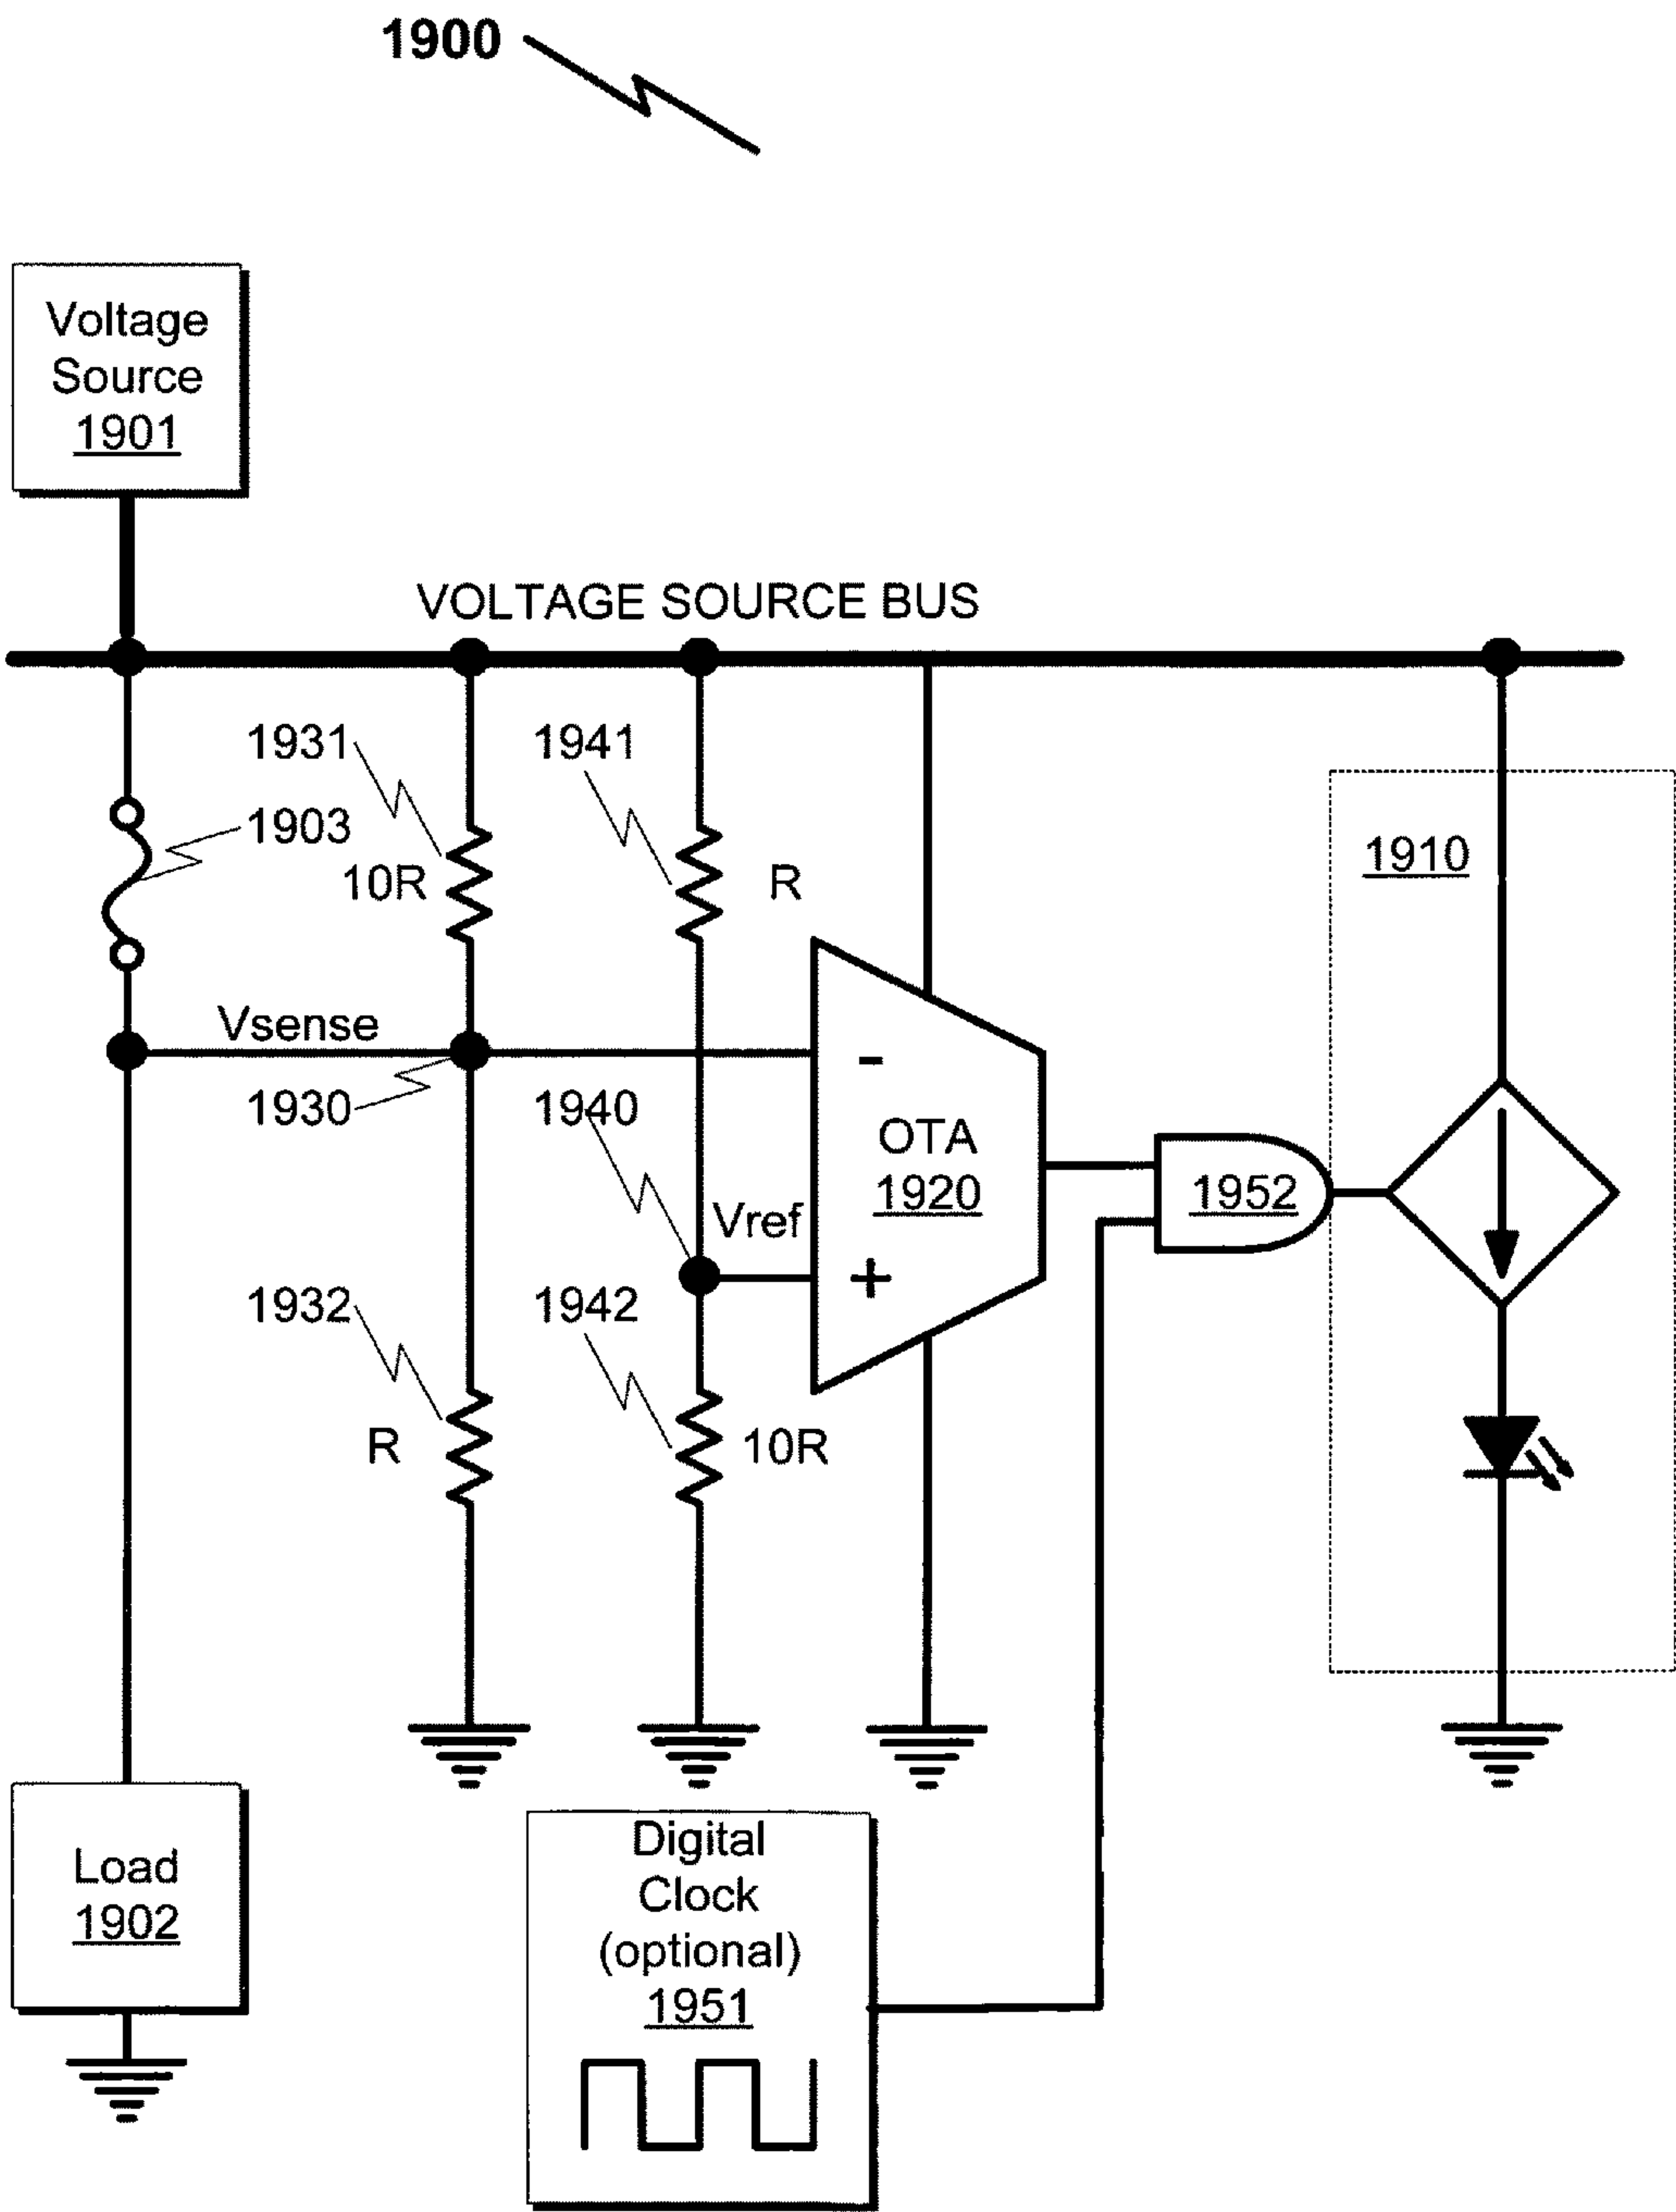 1900
Voltage
Source
1901
VOLTAGE SOURCE BUS
1931
1941
1903
10R
R
1910
Vsense
-
1930
1940
OTA
1920
1952
Vref
+
1932
1942
R
10R
Load
1902
Digital
Clock
(optional)
1951